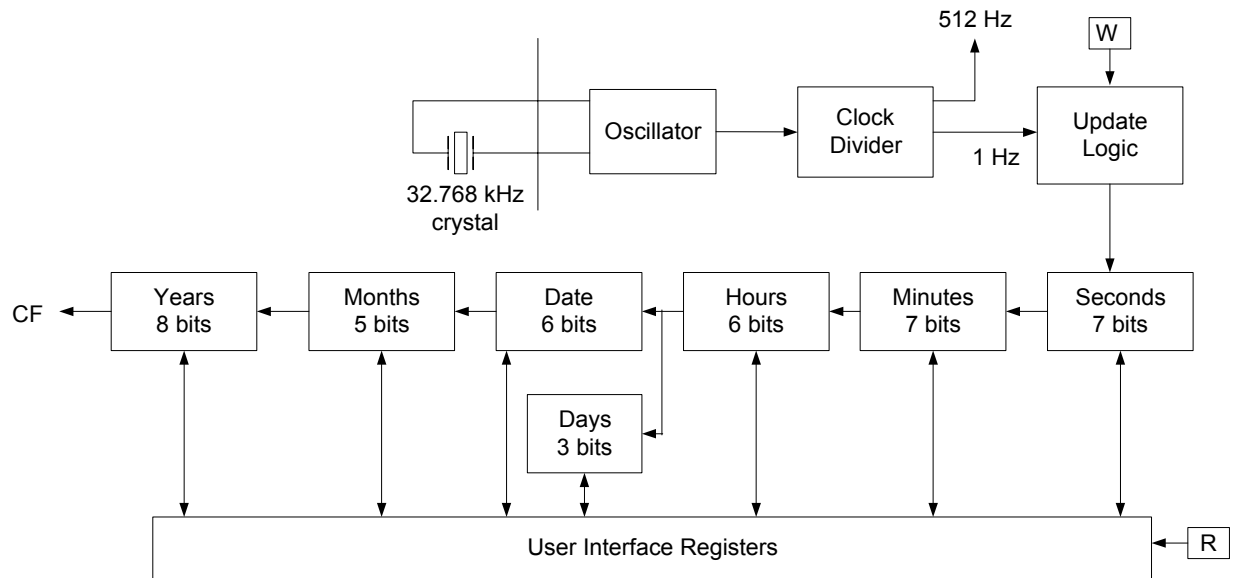 512 Hz
W
Oscillator
Clock
Divider
1 Hz
Update
Logic
32.768 kHz
crystal
CF
Years
8 bits
Months
5 bits
Date
6 bits
Hours
6 bits
Minutes
7 bits
Seconds
7 bits
Days
3 bits
User Interface Registers
R